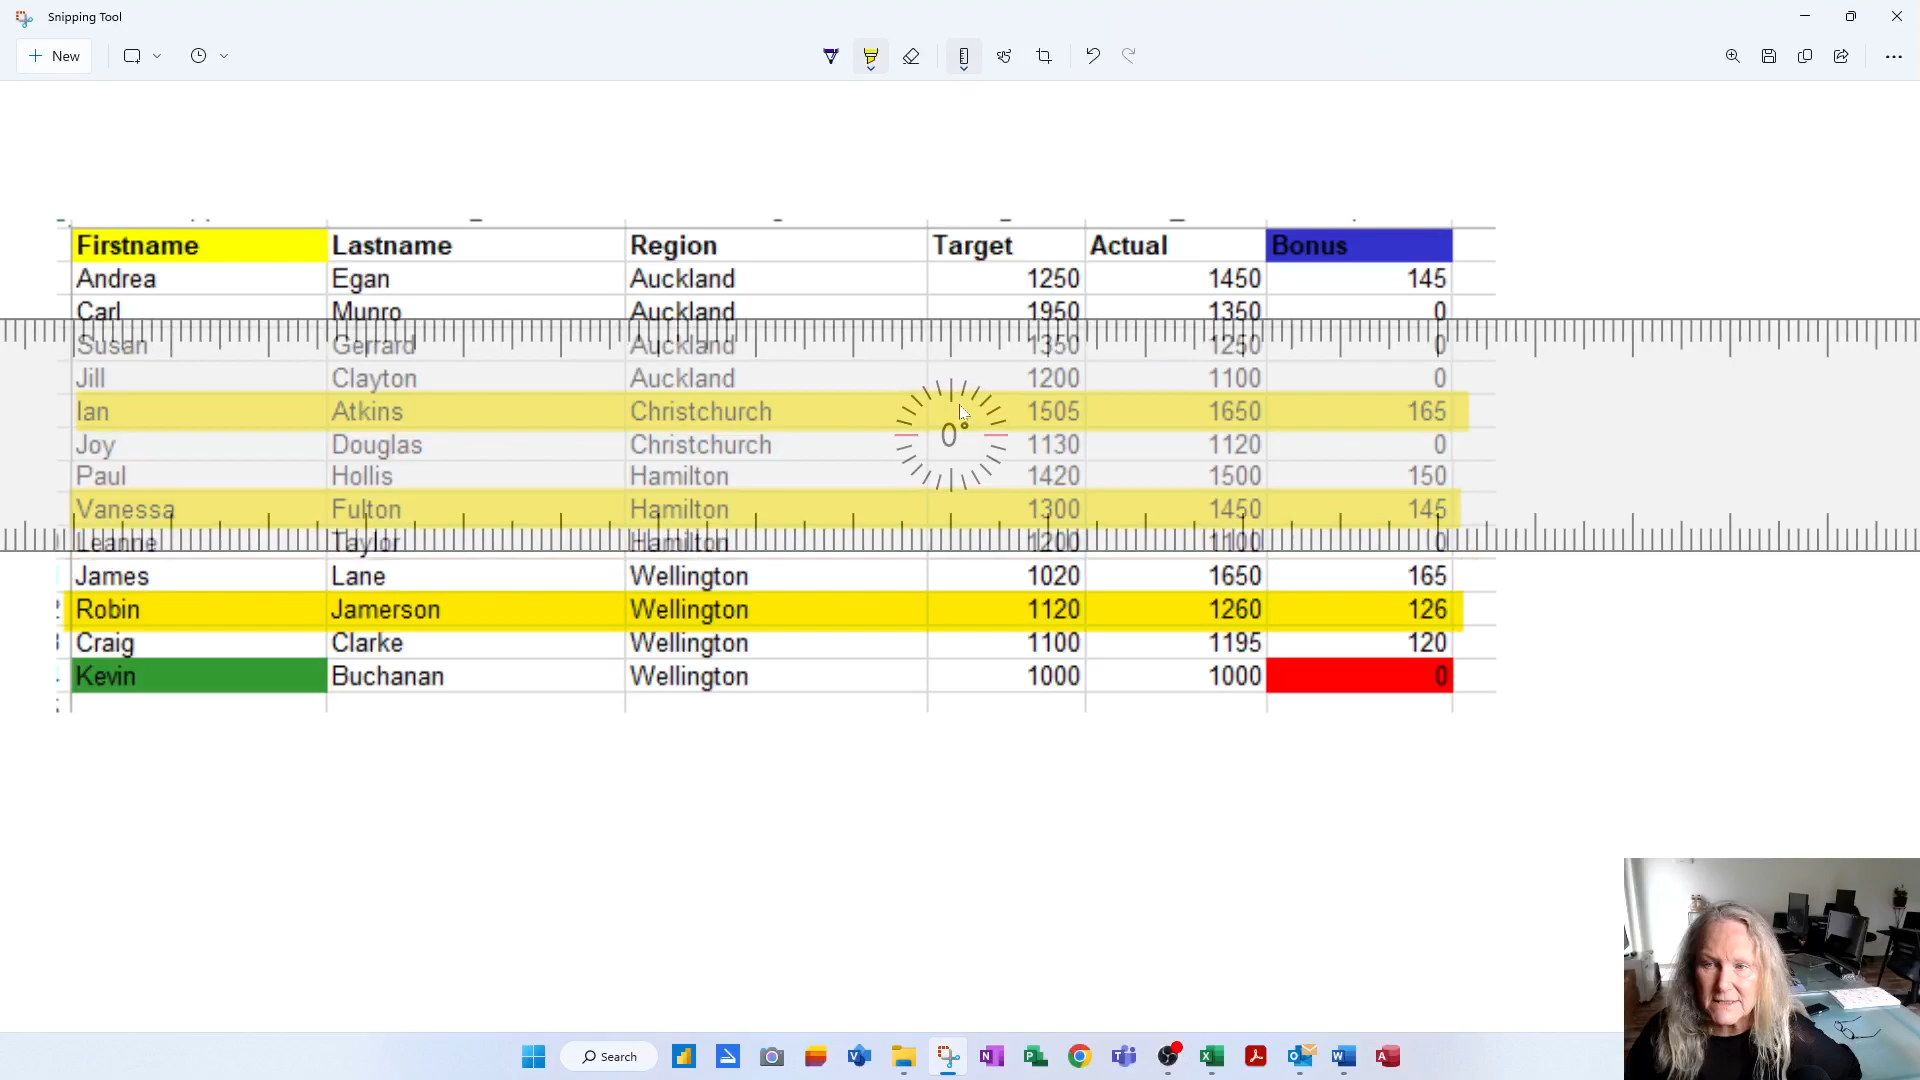 Snipping Tool
New
Firstname Lastname Region Target Actual Bonus
Andrea Egan Auckland 1250 1450 145
Carl Munro Auckland 1950 1350 0
Susan Gerrard Auckland 1350 1250 0
Jill Clayton Auckland 1200 1100 0
Ian Atkins Christchurch 1505 1650 165
0°
Joy Douglas Christchurch 1130 1120 0
Paul Hollis Hamilton 1420 1500 150
Vanessa Fulton Hamilton 1300 1450 145
Leanne Taylor Hamilton 1200 1100 0
James Lane Wellington 1020 1650 165
Robin Jamerson Wellington 1120 1260 126
Craig Clarke Wellington 1100 1195 120
Kevin Buchanan Wellington 1000 1000 0
Search